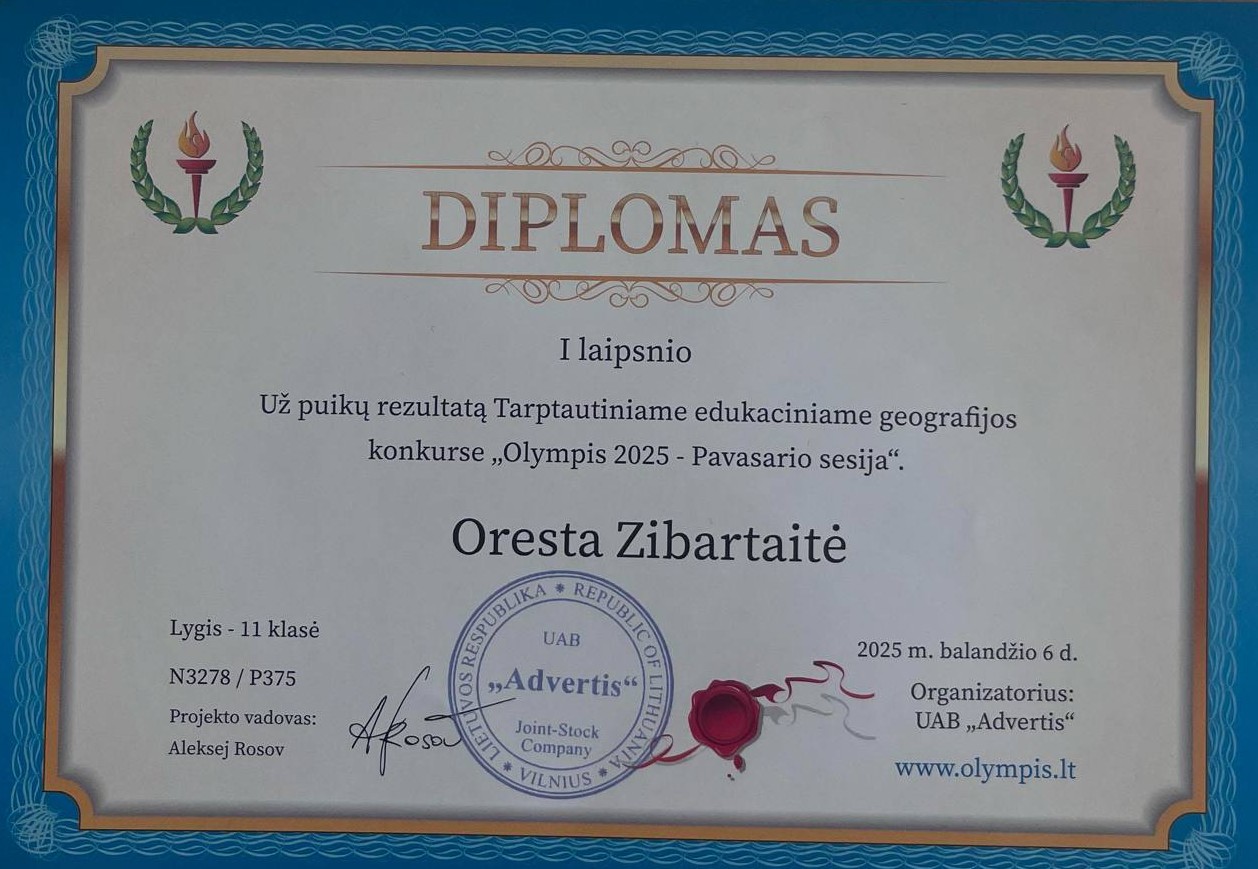 DIPLOMAS
I laipsnio
Už puikų rezultatą Tarptautiniame edukaciniame geografijos
konkurse „Olympis 2025 - Pavasario sesija“.
Oresta Zibartaitė
Lygis - 11 klasė
N3278 / P375
Projekto vadovas:
Aleksej Rosov
ARosov
LIETUVOS RESPUBLIKA * REPUBLIC OF LITHUANIA * VILNIUS *
UAB
„Advertis“
Joint-Stock
Company
2025 m. balandžio 6 d.
Organizatorius:
UAB „Advertis“
www.olympis.lt